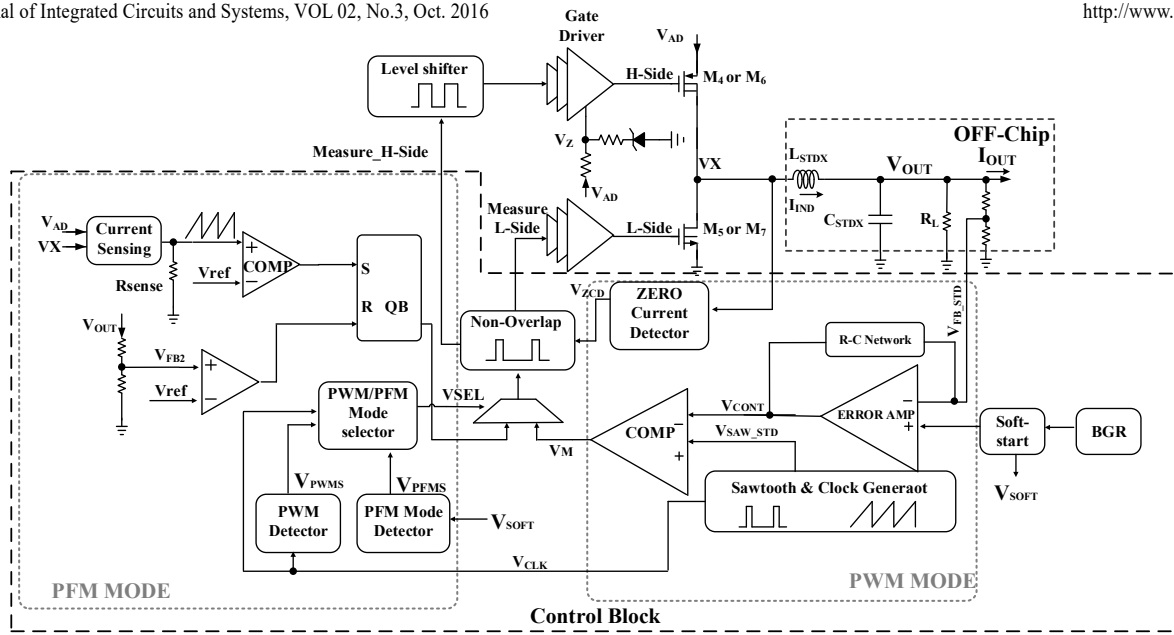 al of Integrated Circuits and Systems, VOL 02, No.3, Oct. 2016
http://www.
Gate
Driver
VAD
Level shifter
H-Side
M4 or M6
VZ
VAD
Measure_H-Side
VX
OFF-Chip
LSTDX
VOUT
IOUT
IIND
CSTDX
RL
Measure
L-Side
L-Side
M5 or M7
VAD
VX
Current
Sensing
Rsense
Vref
+
COMP
−
S
R QB
VOUT
VFB2
Vref
+
−
Non-Overlap
VZCD
ZERO
Current
Detector
VFB_STD
R-C Network
PWM/PFM
Mode
selector
VSEL
VM
COMP
−
+
VCONT
VSAW_STD
ERROR AMP
−
+
Soft-
start
BGR
VSOFT
VPWMS
VPFMS
PWM
Detector
PFM Mode
Detector
VSOFT
Sawtooth & Clock Generaot
VCLK
PFM MODE
PWM MODE
Control Block